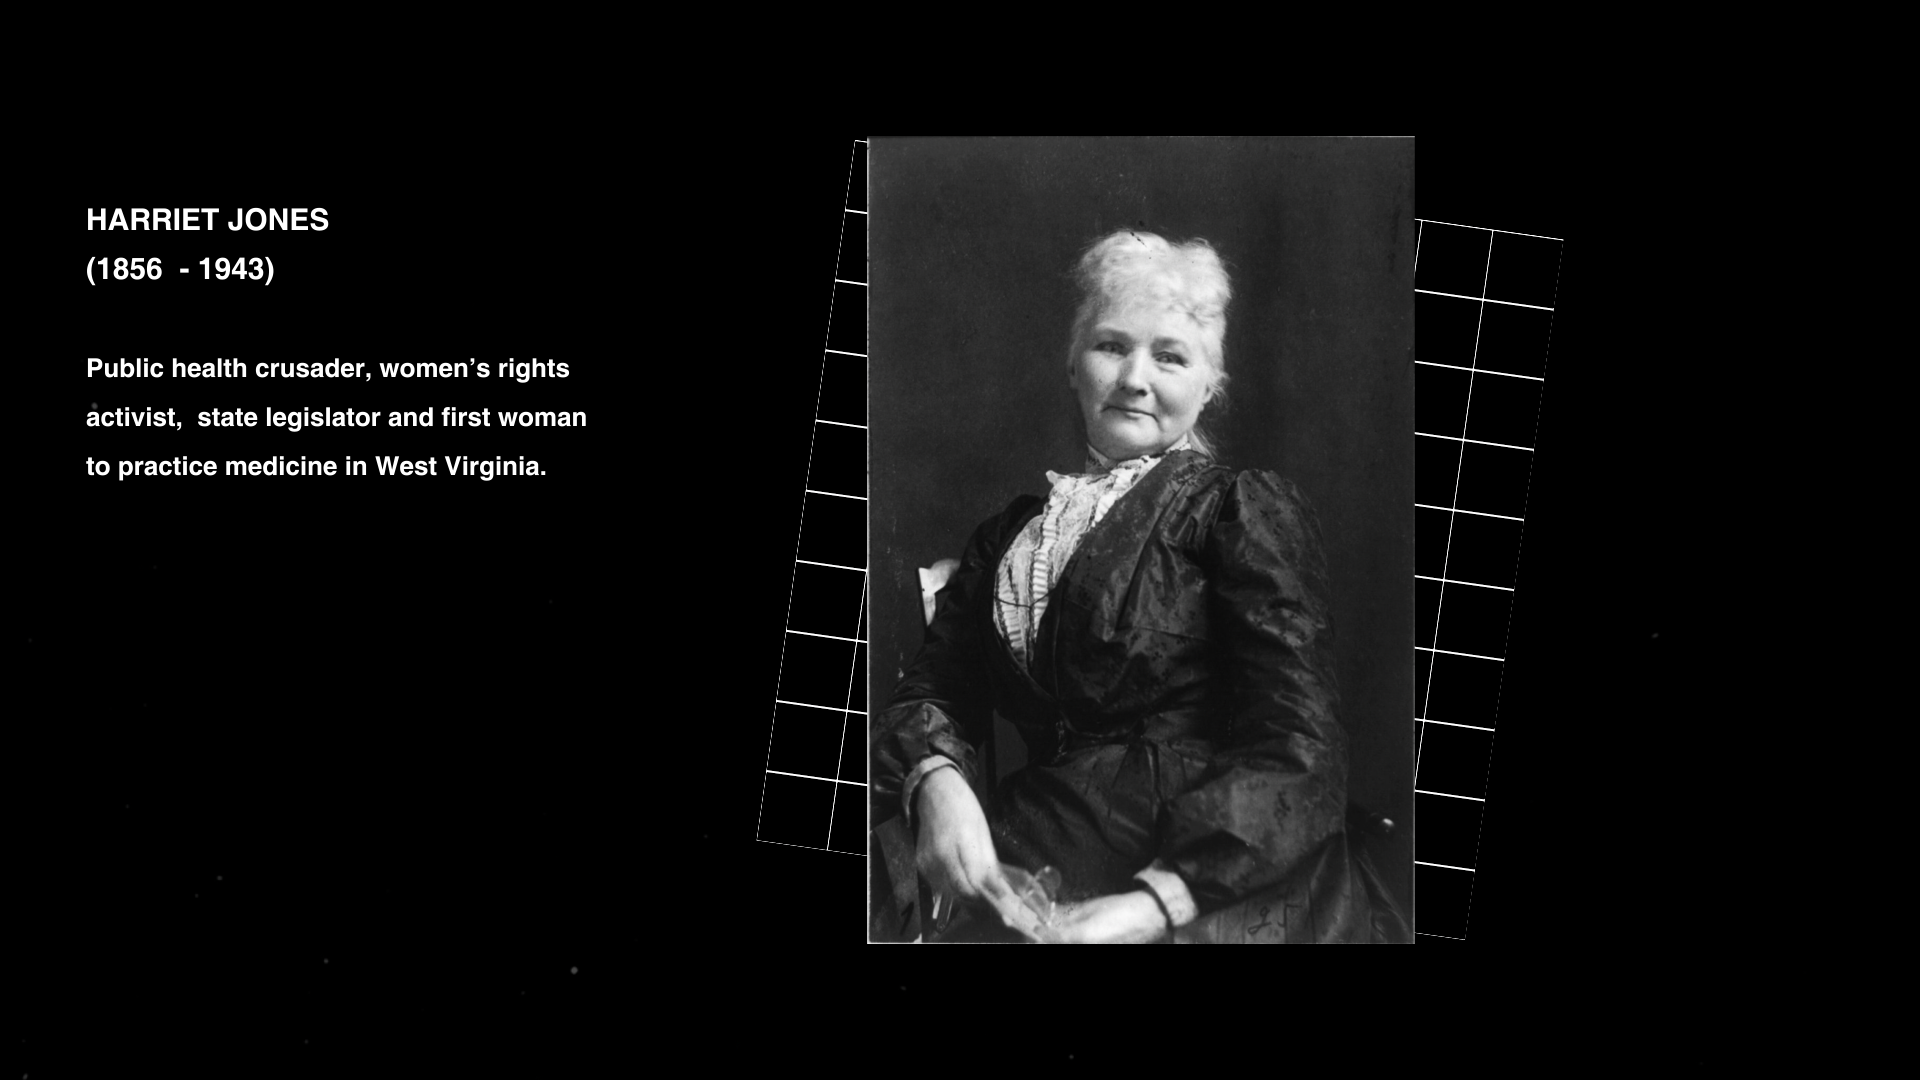 HARRIET JONES
(1856  - 1943)
Public health crusader, women’s rights
activist,  state legislator and first woman
to practice medicine in West Virginia.